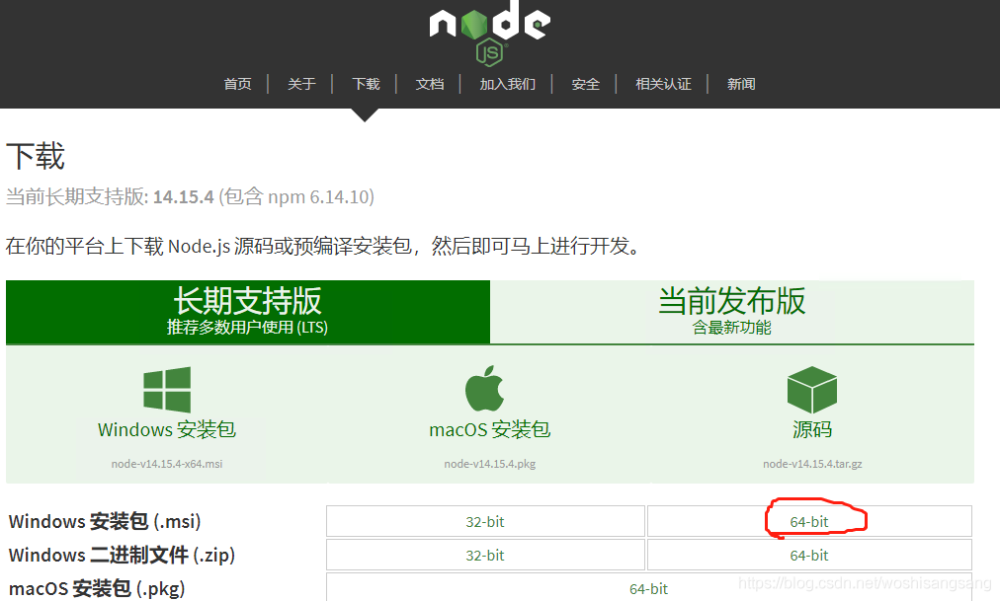 node
JS
首页 关于 下载 文档 加入我们 安全 相关认证 新闻
下载
当前长期支持版: 14.15.4 (包含 npm 6.14.10)
在你的平台上下载 Node.js 源码或预编译安装包，然后即可马上进行开发。
长期支持版
推荐多数用户使用 (LTS)
当前发布版
含最新功能
Windows 安装包
node-v14.15.4-x64.msi
macOS 安装包
node-v14.15.4.pkg
源码
node-v14.15.4.tar.gz
Windows 安装包 (.msi) 32-bit 64-bit
Windows 二进制文件 (.zip) 32-bit 64-bit
macOS 安装包 (.pkg) 64-bit
https://blog.csdn.net/woshisangsang